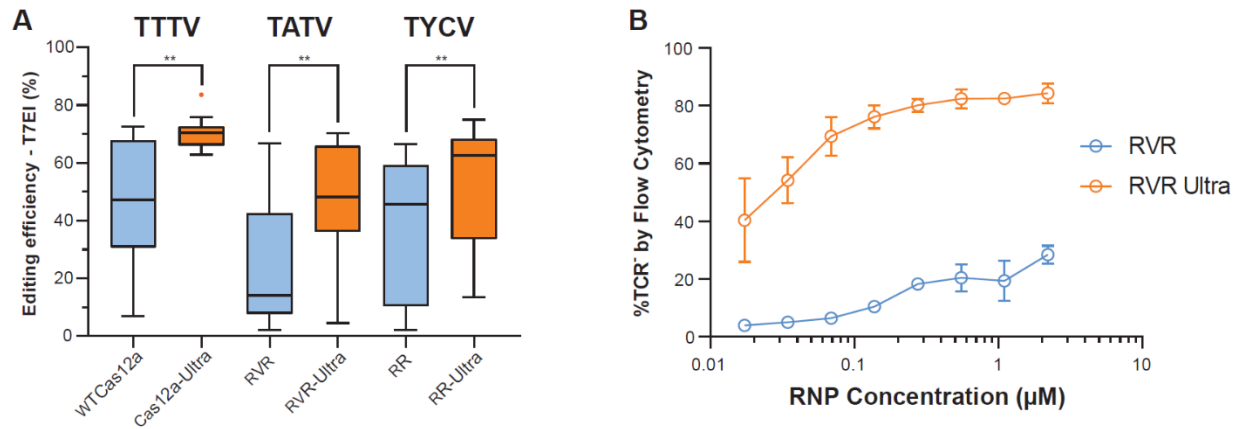 A
TTTV TATV TYCV
** ** **
Editing efficiency - T7EI (%)
100
80
60
40
20
0
WTCas12a
Cas12a-Ultra
RVR
RVR-Ultra
RR
RR-Ultra
B
%TCR⁻ by Flow Cytometry
100
80
60
40
20
0
0.01 0.1 1 10
RNP Concentration (µM)
RVR
RVR Ultra